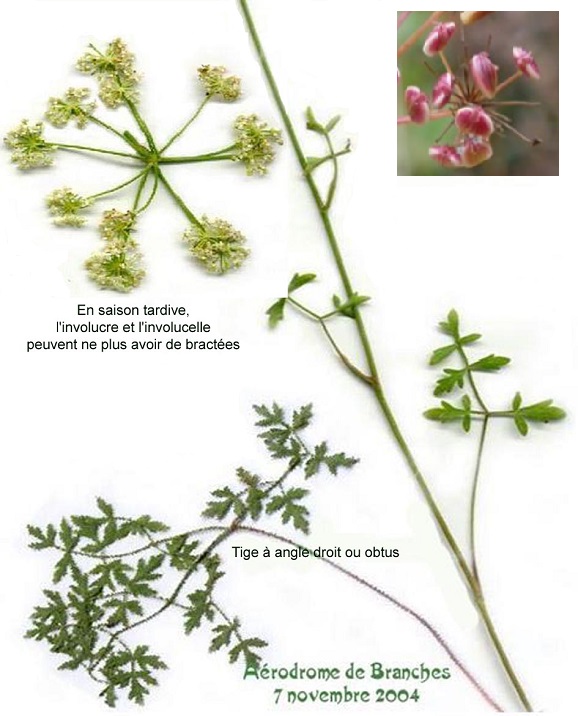 En saison tardive,
l'involucre et l'involucelle
peuvent ne plus avoir de bractées
Tige à angle droit ou obtus
Aérodrome de Branches
7 novembre 2004